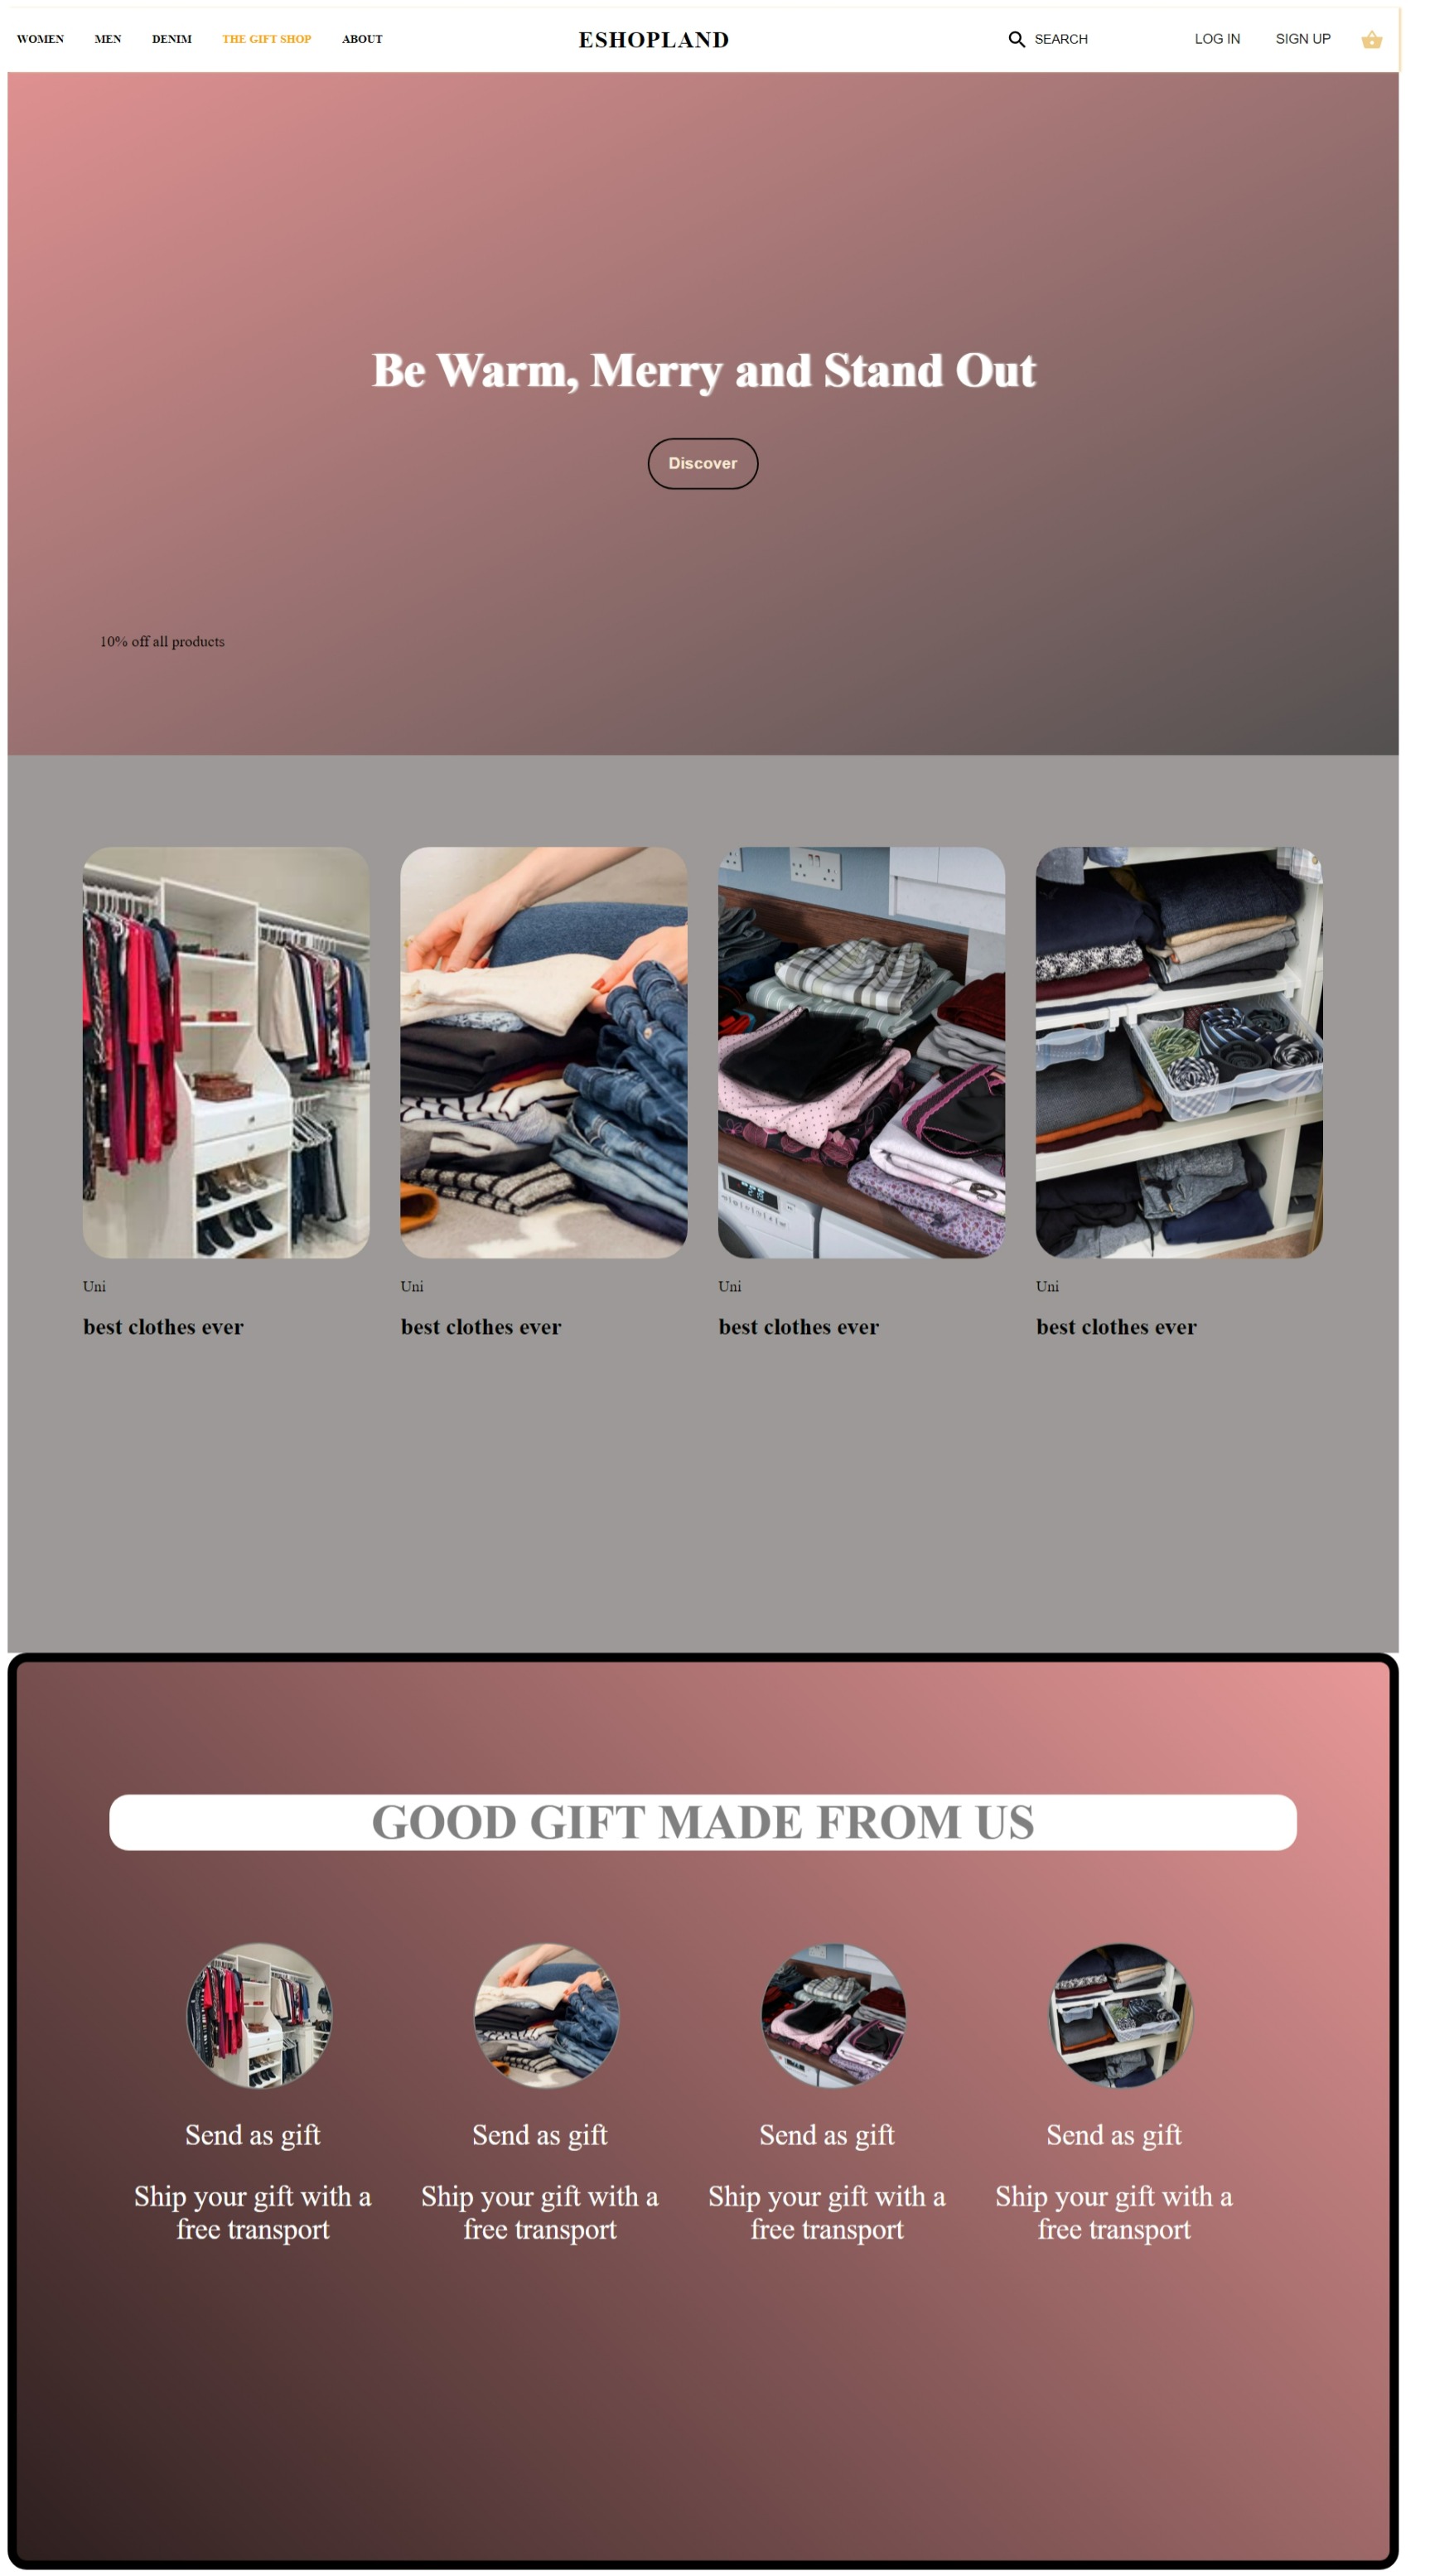 WOMEN MEN DENIM THE GIFT SHOP ABOUT ESHOPLAND SEARCH LOG IN SIGN UP
Be Warm, Merry and Stand Out
Discover
10% off all products
Uni Uni Uni Uni
best clothes ever best clothes ever best clothes ever best clothes ever
GOOD GIFT MADE FROM US
Send as gift Send as gift Send as gift Send as gift
Ship your gift with a Ship your gift with a Ship your gift with a Ship your gift with a
free transport free transport free transport free transport